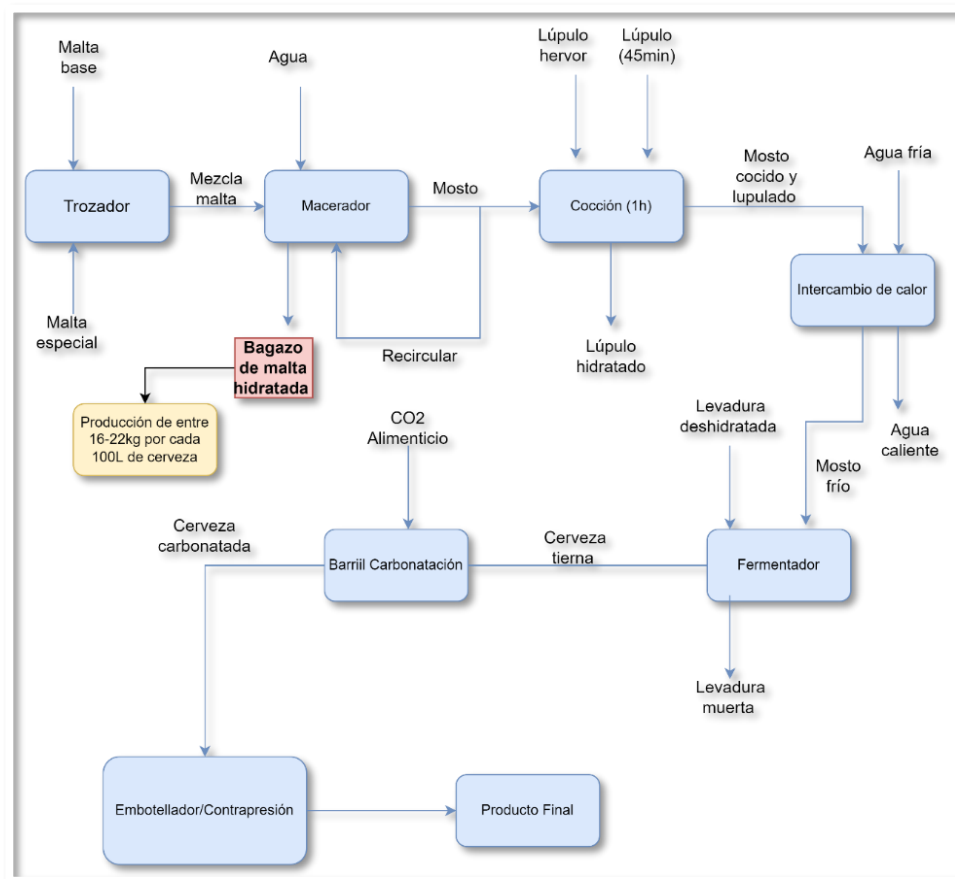 Malta
base
Agua
Lúpulo
hervor
Lúpulo
(45min)
Trozador
Mezcla
malta
Macerador
Mosto
Cocción (1h)
Mosto
cocido y
lupulado
Agua fría
Intercambio de calor
Malta
especial
Bagazo
de malta
hidratada
Recircular
Lúpulo
hidratado
Producción de entre
16-22kg por cada
100L de cerveza
CO2
Alimenticio
Levadura
deshidratada
Mosto
frío
Agua
caliente
Cerveza
carbonatada
Barriil Carbonatación
Cerveza
tierna
Fermentador
Levadura
muerta
Embotellador/Contrapresión
Producto Final